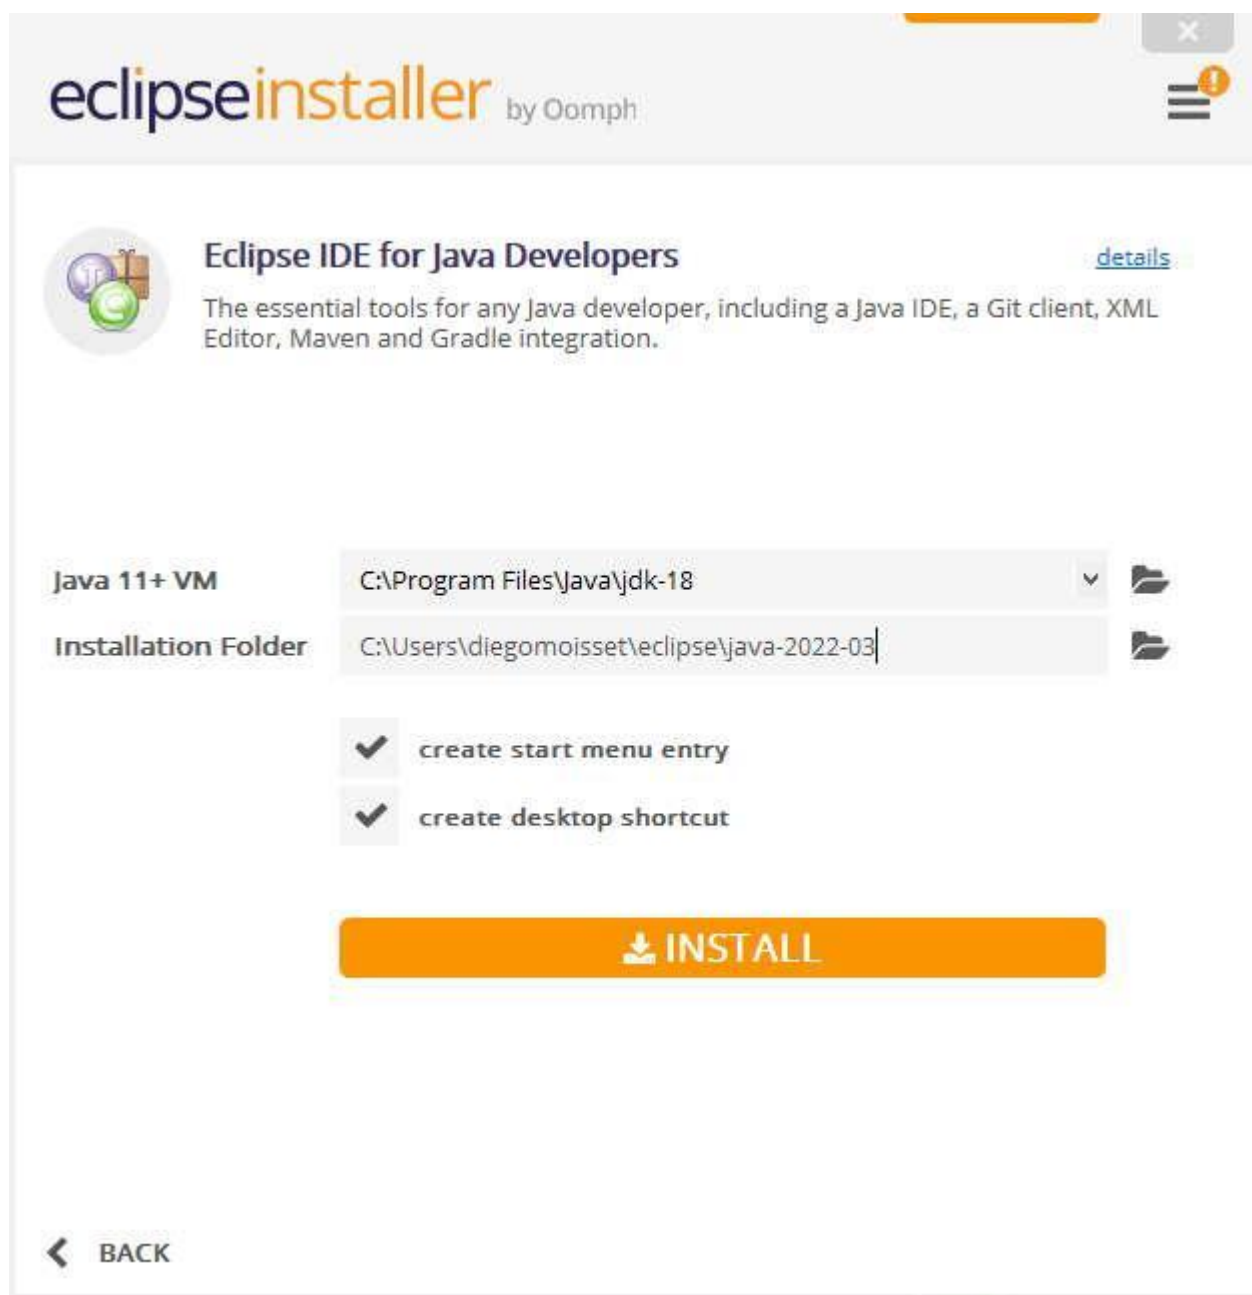 eclipseinstaller by Oomph
Eclipse IDE for Java Developers
details
The essential tools for any Java developer, including a Java IDE, a Git client, XML
Editor, Maven and Gradle integration.
Java 11+ VM
C:\Program Files\Java\jdk-18
Installation Folder
C:\Users\diegomoisset\eclipse\java-2022-03
create start menu entry
create desktop shortcut
INSTALL
BACK